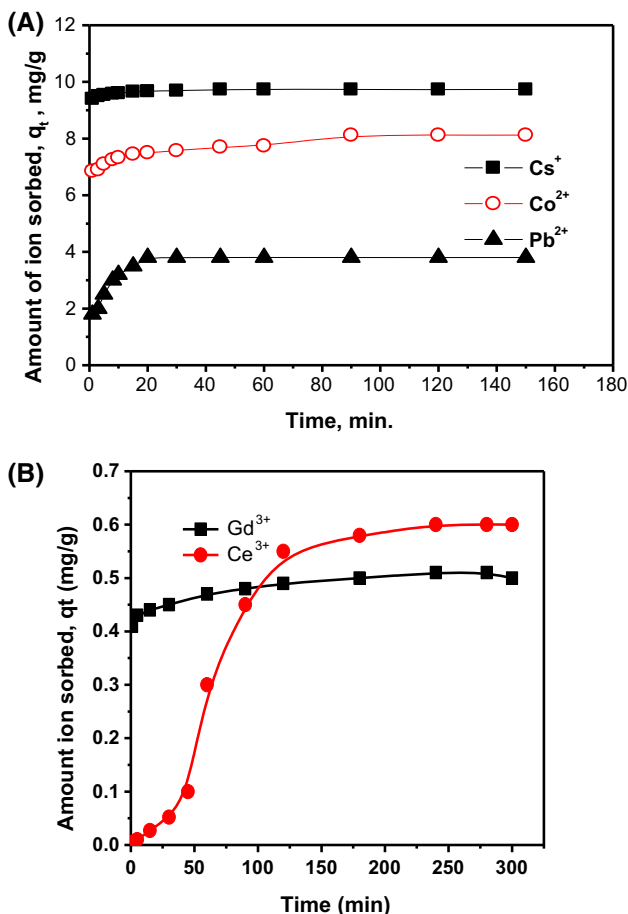 (A)
12
10
8
6
4
2
0
Amount of ion sorbed, qt , mg/g
Cs+
Co2+
Pb2+
0 20 40 60 80 100 120 140 160 180
Time, min.
(B)
0.7
0.6
0.5
0.4
0.3
0.2
0.1
0.0
Amount ion sorbed, qt (mg/g)
Gd3+
Ce3+
0 50 100 150 200 250 300
Time (min)